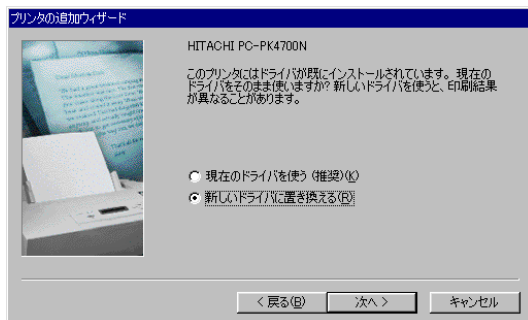 プリンタの追加ウィザード
HITACHI PC-PK4700N
このプリンタにはドライバが既にインストールされています。現在の
ドライバをそのまま使いますか? 新しいドライバを使うと、印刷結果
が異なることがあります。
現在のドライバを使う (推奨)(K)
新しいドライバに置き換える(R)
< 戻る(B)
次へ >
キャンセル